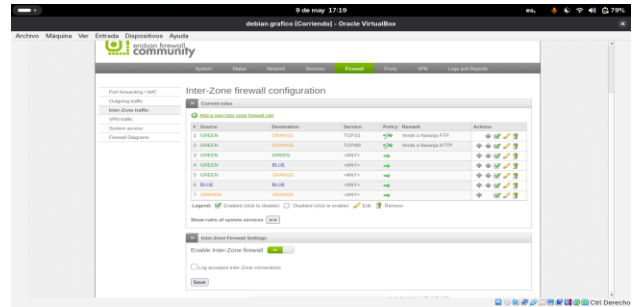 9 de may 17:19
es, 79%
debian grafico [Corriendo] - Oracle VirtualBox
Archivo Máquina Ver Entrada Dispositivos Ayuda
endian firewall
community
System Status Network Services Firewall Proxy VPN Logs and Reports
Port forwarding / NAT
Outgoing traffic
Inter-Zone traffic
VPN traffic
System access
Firewall Diagrams
Inter-Zone firewall configuration
Current rules
Add a new inter-zone firewall rule
# Source Destination Service Policy Remark Actions
1 GREEN ORANGE TCP/21 Verde a Naranja FTP
2 GREEN ORANGE TCP/80 Verde a Naranja HTTP
3 GREEN GREEN <ANY>
4 GREEN BLUE <ANY>
5 GREEN ORANGE <ANY>
6 BLUE BLUE <ANY>
7 ORANGE ORANGE <ANY>
Legend: Enabled (click to disable) Disabled (click to enable) Edit Remove
Show rules of system services >>
Inter-Zone Firewall Settings
Enable Inter-Zone firewall
Log accepted Inter-Zone connections
Save
Ctrl Derecho